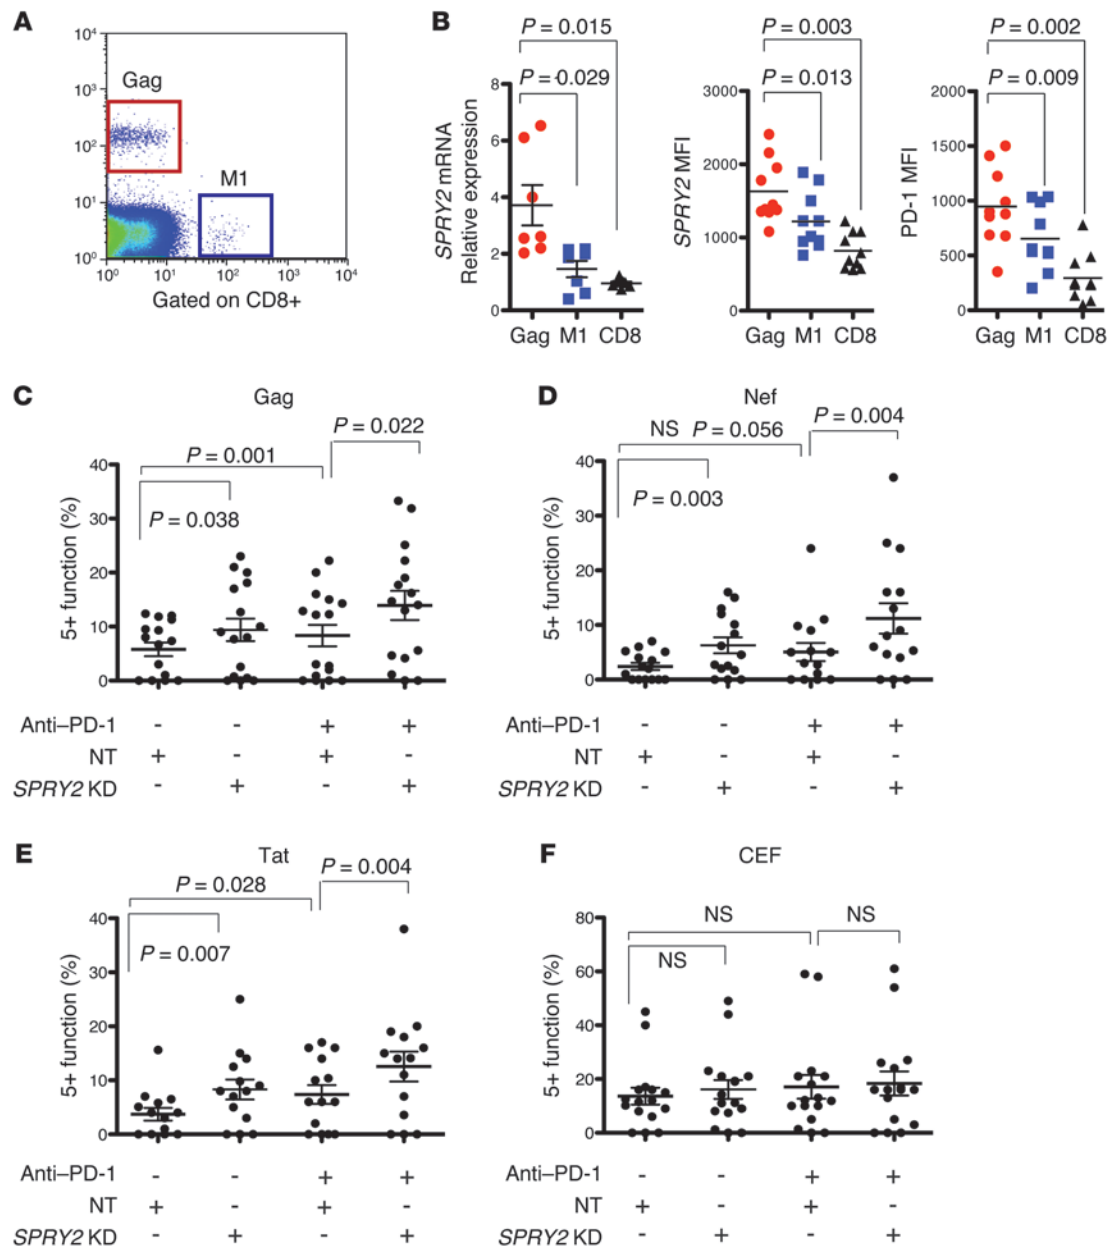 A
10⁴
10³
10²
10¹
10⁰
Gag
M1
10⁰ 10¹ 10² 10³ 10⁴
Gated on CD8+
B
P = 0.015
P = 0.029
8
6
4
2
0
SPRY2 mRNA
Relative expression
Gag M1 CD8
P = 0.003
P = 0.013
3000
2000
1000
0
SPRY2 MFI
Gag M1 CD8
P = 0.002
P = 0.009
2000
1500
1000
500
0
PD-1 MFI
Gag M1 CD8
C
Gag
P = 0.022
P = 0.001
P = 0.038
40
30
20
10
0
5+ function (%)
Anti–PD-1 - - + +
NT + - + -
SPRY2 KD - + - +
D
Nef
P = 0.004
NS P = 0.056
P = 0.003
40
30
20
10
0
5+ function (%)
Anti–PD-1 - - + +
NT + - + -
SPRY2 KD - + - +
E
Tat
P = 0.004
P = 0.028
P = 0.007
40
30
20
10
0
5+ function (%)
Anti–PD-1 - - + +
NT + - + -
SPRY2 KD - + - +
F
CEF
NS NS
NS
80
60
40
20
0
5+ function (%)
Anti–PD-1 - - + +
NT + - + -
SPRY2 KD - + - +